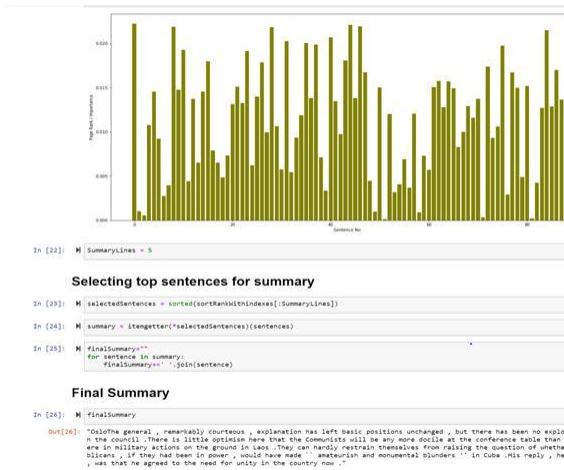 0.020
0.015
0.010
0.005
0.000
Page Rank / Importance
0 20 40 60 80
Sentence No
In [22]: SummaryLines = 5
Selecting top sentences for summary
In [23]: selectedSentences = sorted(sortRankWithIndexes[:SummaryLines])
In [24]: summary = itemgetter(*selectedSentences)(sentences)
In [25]: finalSummary=""
for sentence in summary:
finalSummary+=' '.join(sentence)
Final Summary
In [26]: finalSummary
Out[26]: "OsloThe general , remarkably courteous , explanation has left basic positions unchanged , but there has been no explo
n the council .There is little optimism here that the Communists will be any more docile at the conference table than
ere in military actions on the ground in Laos .They can hardly restrain themselves from raising the question of whethe
blicans , if they had been in power , would have made `` amateurish and monumental blunders '' in Cuba .His reply , he
, was that he agreed to the need for unity in the country now ."